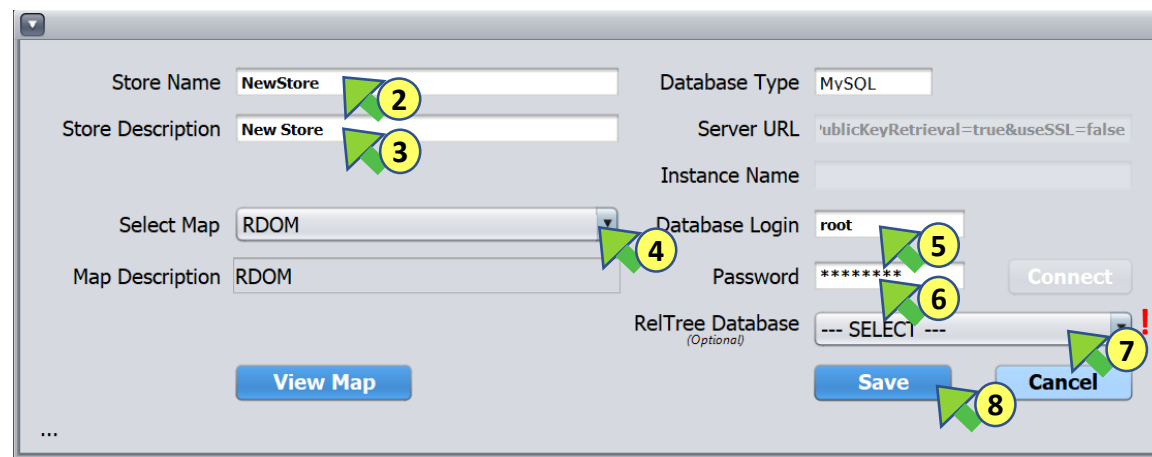 Store Name NewStore 2 Database Type MySQL
Store Description New Store 3 Server URL PublicKeyRetrieval=true&useSSL=false
Instance Name
Select Map RDOM 4 Database Login root 5
Map Description RDOM Password ******** 6 Connect
RelTree Database --- SELECT --- ! 7
(Optional)
View Map Save 8 Cancel
...